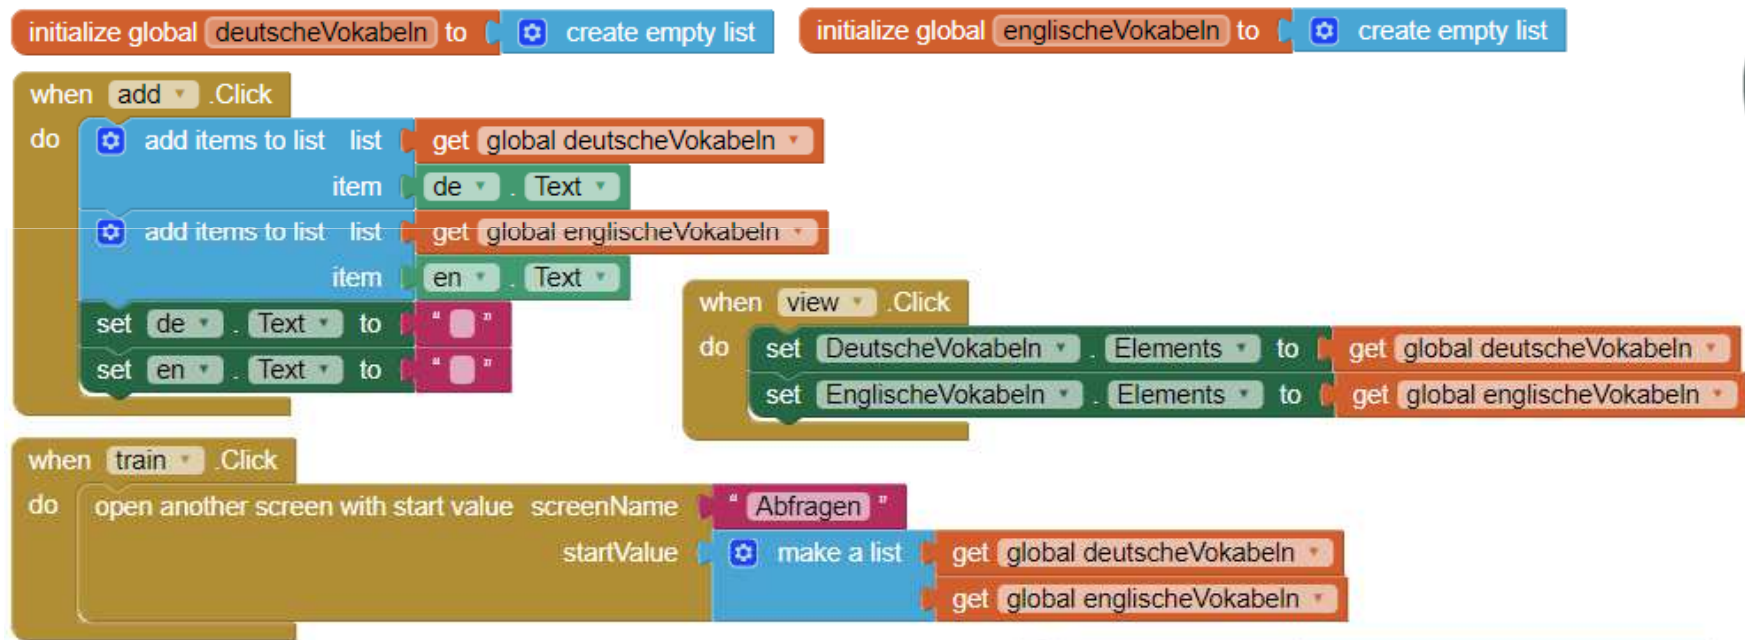 initialize global deutscheVokabeln to create empty list
initialize global englischeVokabeln to create empty list
when add .Click
do add items to list list get global deutscheVokabeln
item de . Text
add items to list list get global englischeVokabeln
item en . Text
set de . Text to " "
set en . Text to " "
when view .Click
do set DeutscheVokabeln . Elements to get global deutscheVokabeln
set EnglischeVokabeln . Elements to get global englischeVokabeln
when train .Click
do open another screen with start value screenName " Abfragen "
startValue make a list get global deutscheVokabeln
get global englischeVokabeln